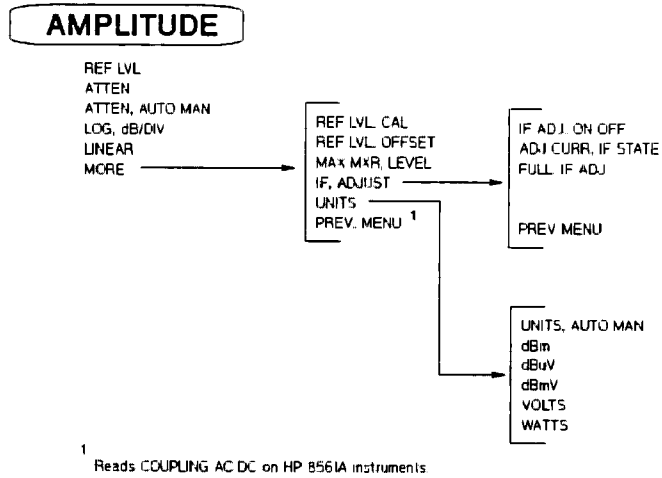 AMPLITUDE
REF LVL
ATTEN
ATTEN, AUTO MAN
LOG, dB/DIV
LINEAR
MORE
REF LVL. CAL
REF LVL. OFFSET
MAX MXR, LEVEL
IF, ADJUST
UNITS
PREV.. MENU 1
IF ADJ. ON OFF
ADJ CURR, IF STATE
FULL. IF ADJ
PREV MENU
UNITS, AUTO MAN
dBm
dBuV
dBmV
VOLTS
WATTS
1
Reads COUPLING AC DC on HP 8561A instruments.